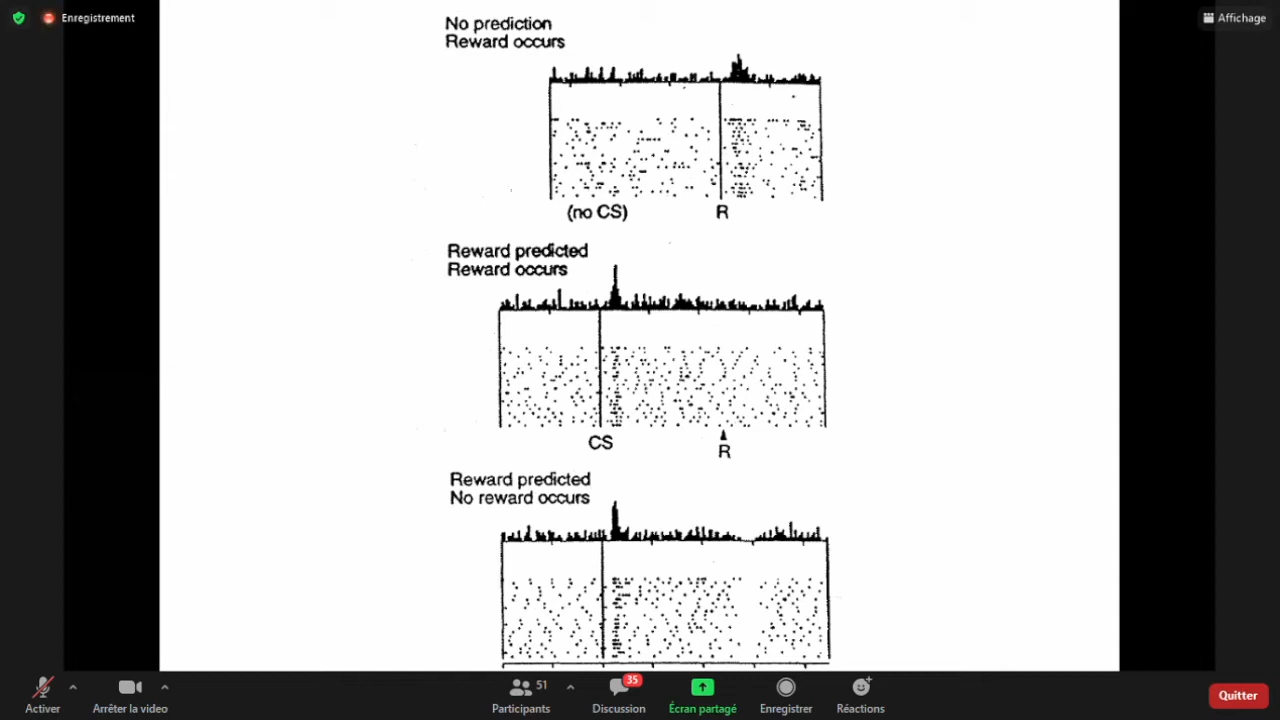 Enregistrement
Affichage
No prediction
Reward occurs
(no CS)
R
Reward predicted
Reward occurs
CS
R
Reward predicted
No reward occurs
Activer
Arrêter la video
Participants
51
Discussion
35
Écran partagé
Enregistrer
Réactions
Quitter